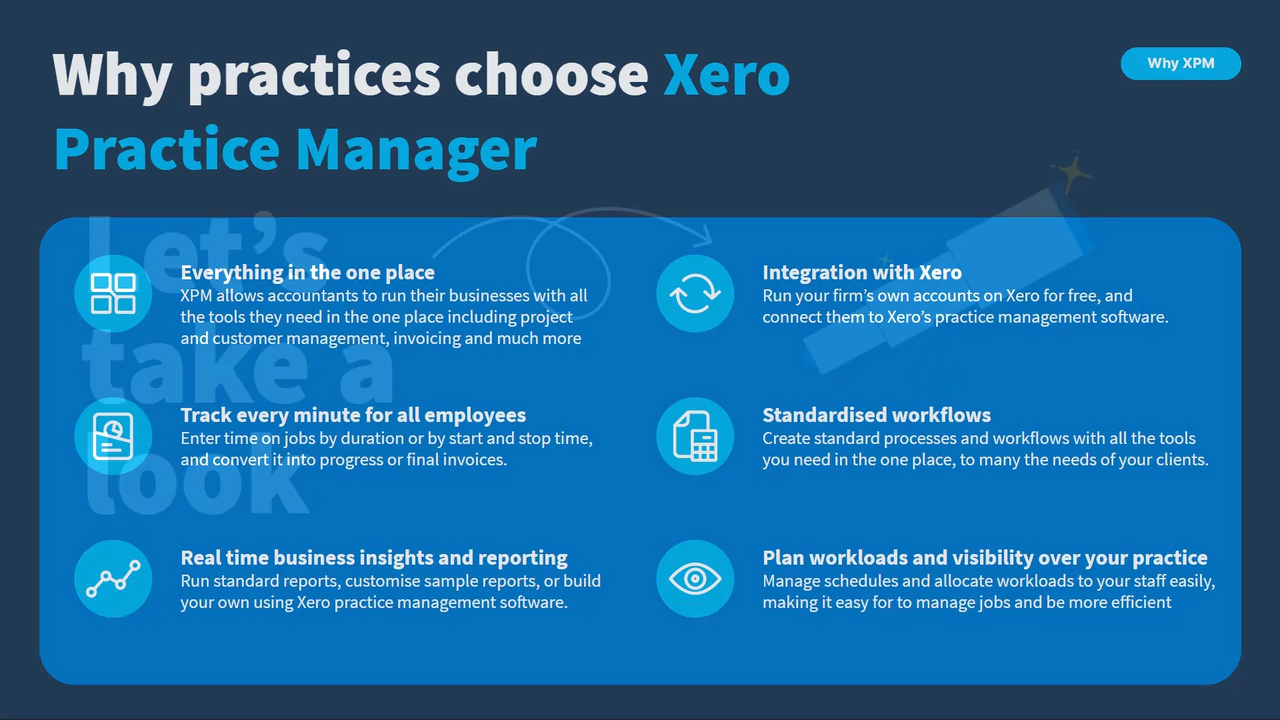 Why practices choose Xero
Practice Manager
Why XPM
Let's
take a
look
Everything in the one place
XPM allows accountants to run their businesses with all
the tools they need in the one place including project
and customer management, invoicing and much more
Track every minute for all employees
Enter time on jobs by duration or by start and stop time,
and convert it into progress or final invoices.
Real time business insights and reporting
Run standard reports, customise sample reports, or build
your own using Xero practice management software.
Integration with Xero
Run your firm’s own accounts on Xero for free, and
connect them to Xero’s practice management software.
Standardised workflows
Create standard processes and workflows with all the tools
you need in the one place, to many the needs of your clients.
Plan workloads and visibility over your practice
Manage schedules and allocate workloads to your staff easily,
making it easy for to manage jobs and be more efficient